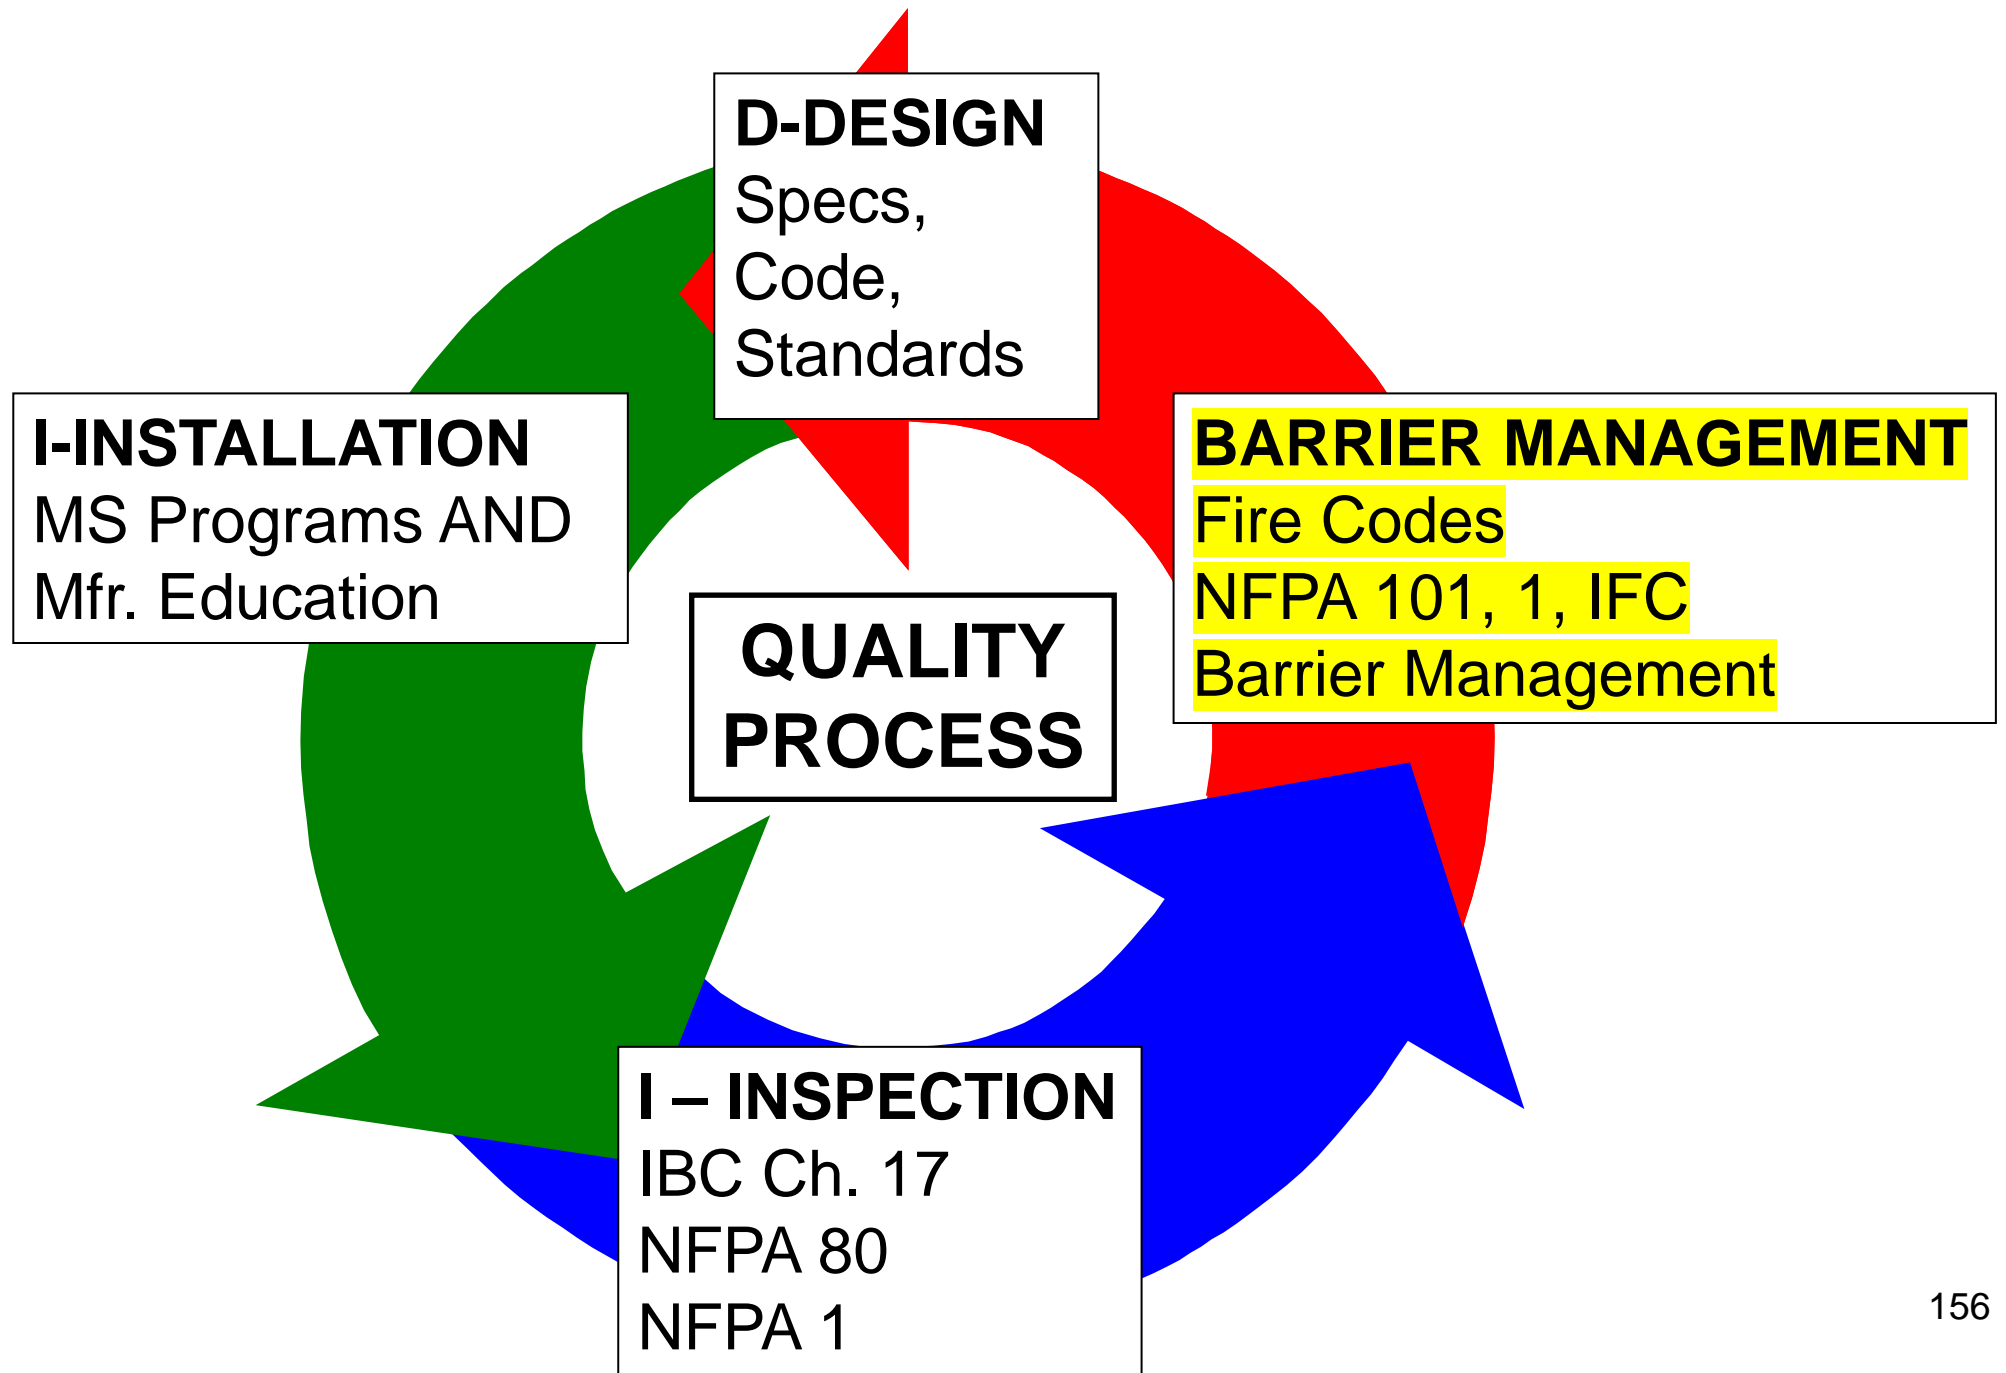 D-DESIGN
Specs,
Code,
Standards
I-INSTALLATION
MS Programs AND
Mfr. Education
BARRIER MANAGEMENT
Fire Codes
NFPA 101, 1, IFC
Barrier Management
QUALITY
PROCESS
I – INSPECTION
IBC Ch. 17
NFPA 80
NFPA 1
156